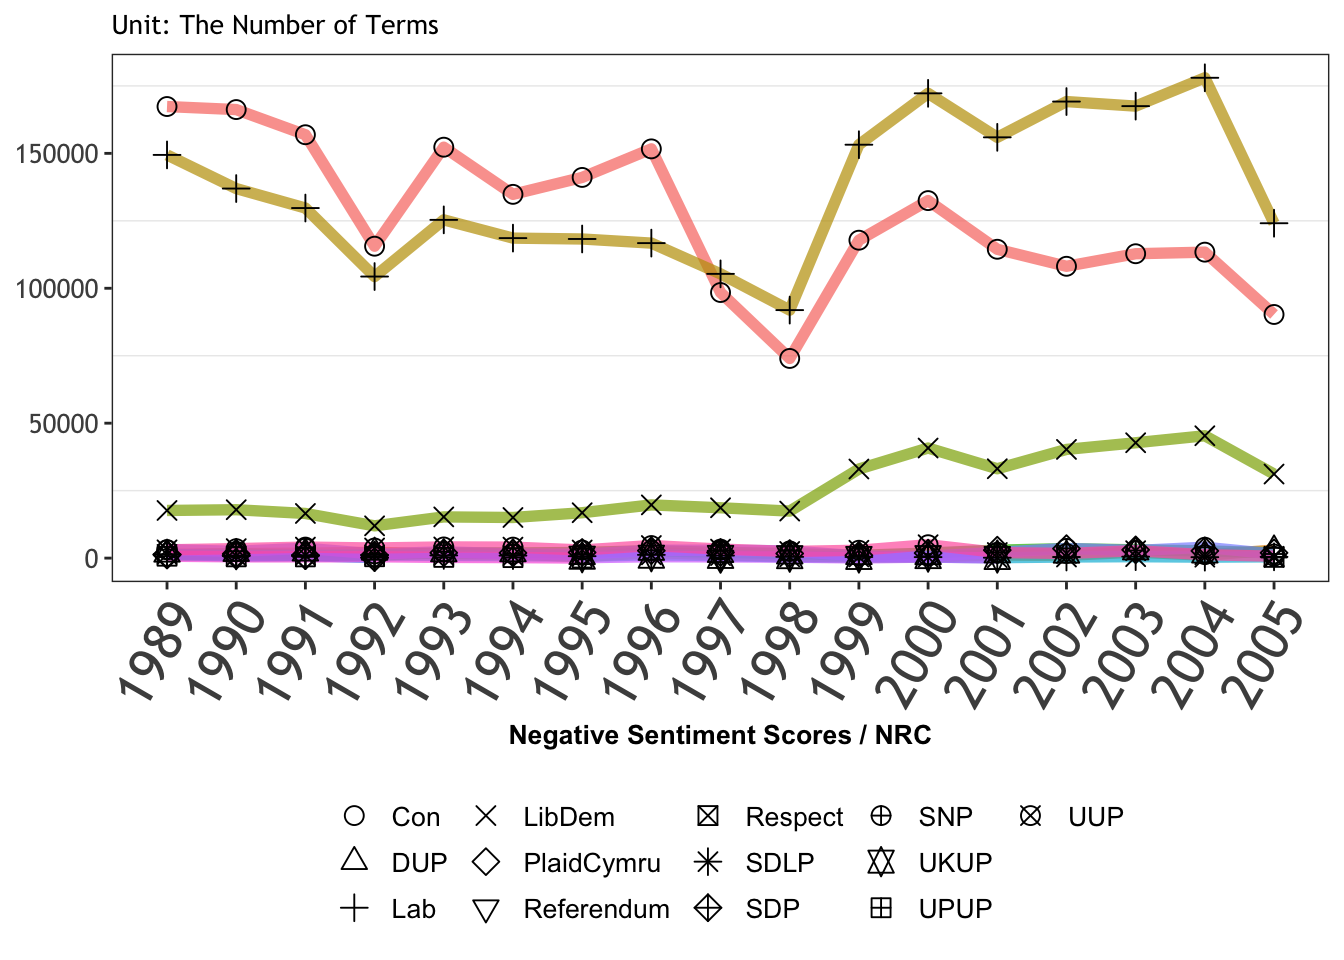 Unit: The Number of Terms
150000
100000
50000
0
1989 1990 1991 1992 1993 1994 1995 1996 1997 1998 1999 2000 2001 2002 2003 2004 2005
Negative Sentiment Scores / NRC
Con LibDem Respect SNP UUP
DUP PlaidCymru SDLP UKUP
Lab Referendum SDP UPUP